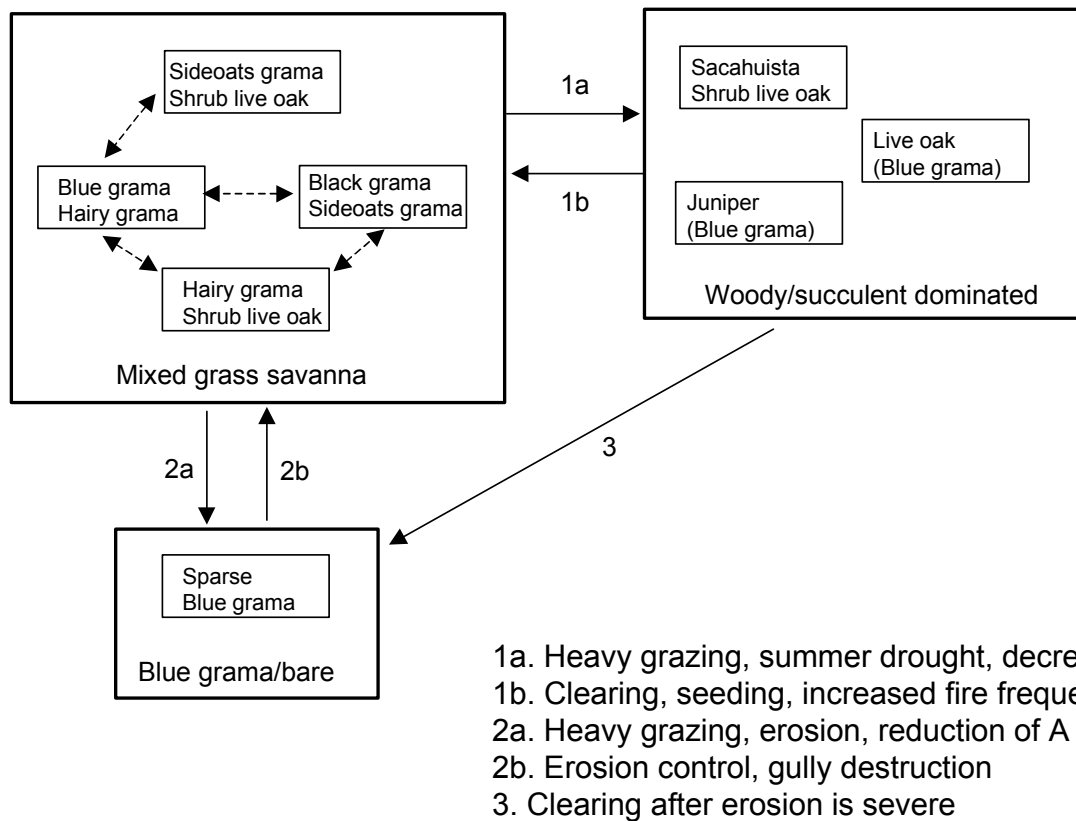 Sideoats grama
Shrub live oak
Blue grama
Hairy grama
Black grama
Sideoats grama
Hairy grama
Shrub live oak
Mixed grass savanna
1a
1b
Sacahuista
Shrub live oak
Live oak
(Blue grama)
Juniper
(Blue grama)
Woody/succulent dominated
2a
2b
3
Sparse
Blue grama
Blue grama/bare
1a. Heavy grazing, summer drought,
1b. Clearing, seeding, increased fire
2a. Heavy grazing, erosion, reduction of A
2b. Erosion control, gully destruction
3. Clearing after erosion is severe